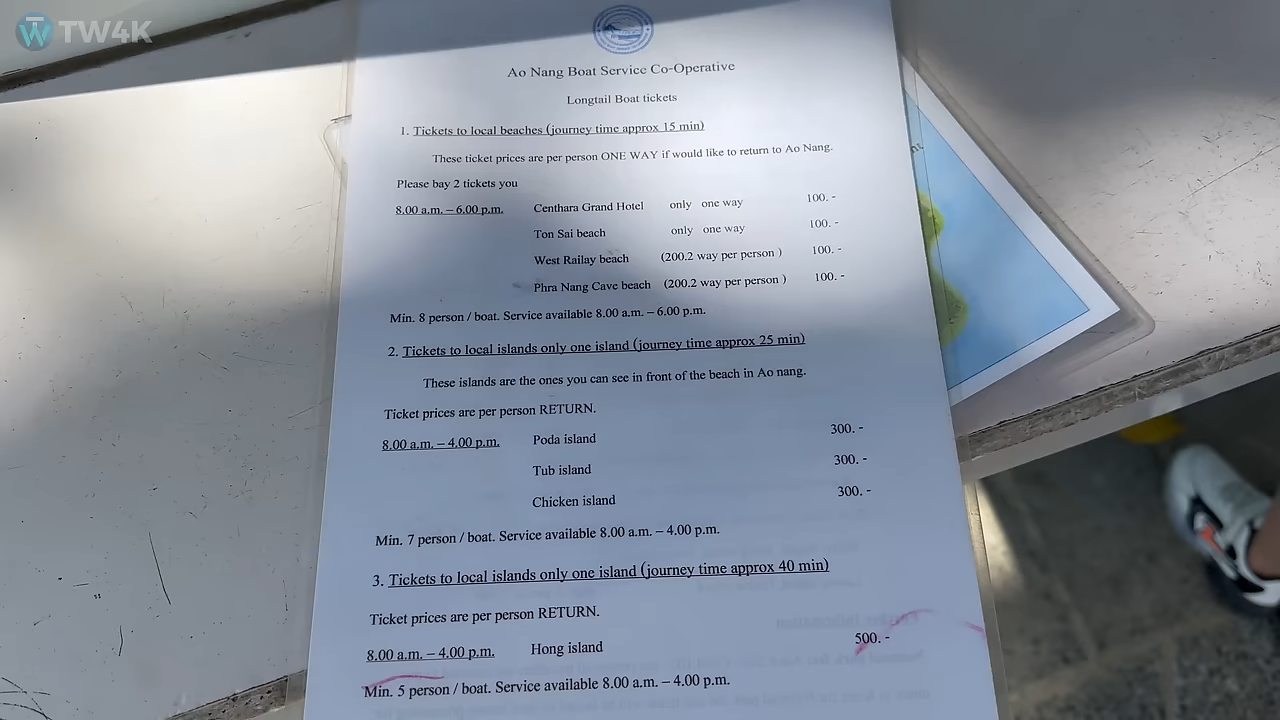 TW4K
Ao Nang Boat Service Co-Operative
Longtail Boat tickets
1. Tickets to local beaches (journey time approx 15 min)
These ticket prices are per person ONE WAY if would like to return to Ao Nang.
Please bay 2 tickets you
8.00 a.m. – 6.00 p.m. Centhara Grand Hotel only one way 100. -
Ton Sai beach only one way 100. -
West Railay beach (200.2 way per person ) 100. -
Phra Nang Cave beach (200.2 way per person ) 100. -
Min. 8 person / boat. Service available 8.00 a.m. – 6.00 p.m.
2. Tickets to local islands only one island (journey time approx 25 min)
These islands are the ones you can see in front of the beach in Ao nang.
Ticket prices are per person RETURN.
8.00 a.m. – 4.00 p.m. Poda island 300. -
Tub island 300. -
Chicken island 300. -
Min. 7 person / boat. Service available 8.00 a.m. – 4.00 p.m.
3. Tickets to local islands only one island (journey time approx 40 min)
Ticket prices are per person RETURN.
8.00 a.m. – 4.00 p.m. Hong island 500. -
Min. 5 person / boat. Service available 8.00 a.m. – 4.00 p.m.